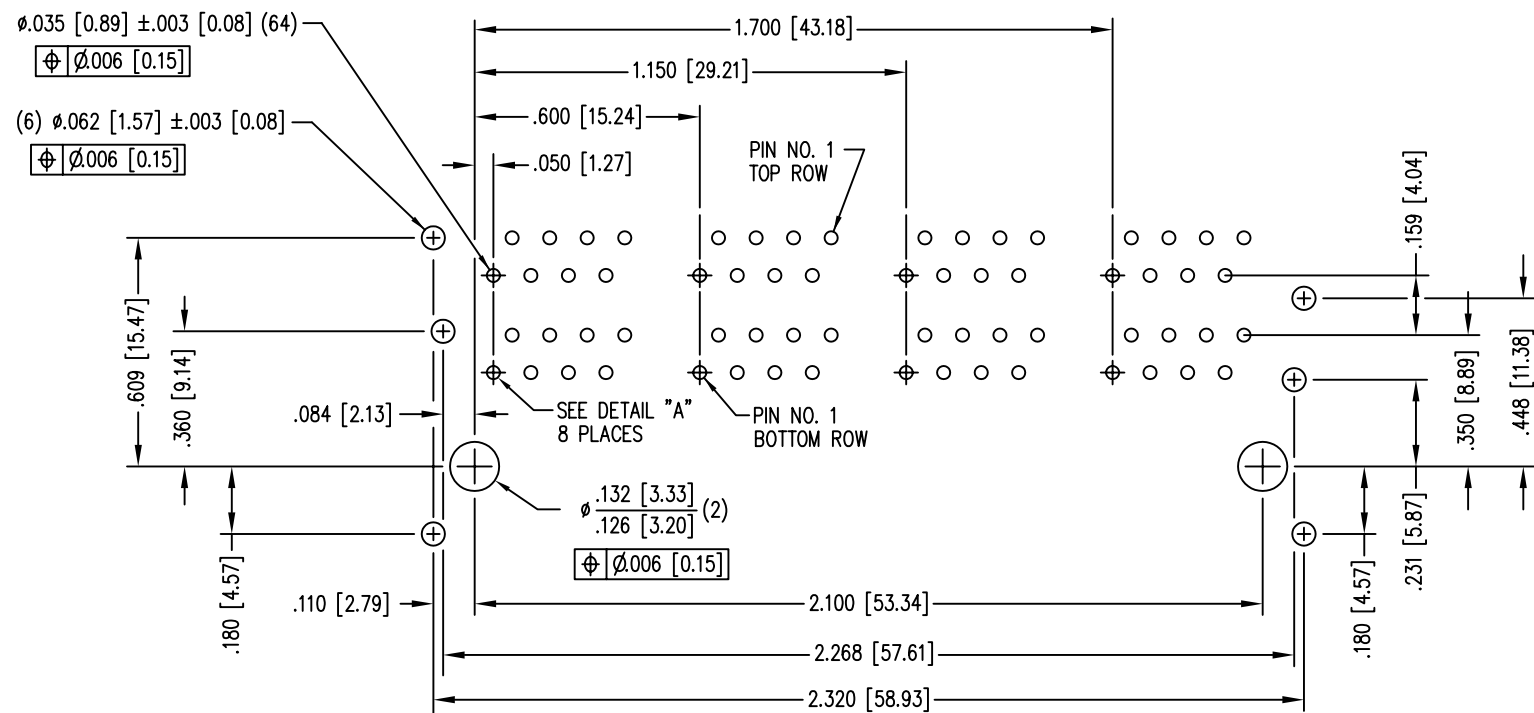 ø.035 [0.89] ±.003 [0.08] (64)
⌖ Ø.006 [0.15]
(6) ø.062 [1.57] ±.003 [0.08]
⌖ Ø.006 [0.15]
1.700 [43.18]
1.150 [29.21]
.600 [15.24]
.050 [1.27]
PIN NO. 1
TOP ROW
.159 [4.04]
.609 [15.47]
.360 [9.14]
.084 [2.13]
SEE DETAIL "A"
8 PLACES
PIN NO. 1
BOTTOM ROW
.350 [8.89]
.448 [11.38]
ø .132 [3.33]
.126 [3.20] (2)
⌖ Ø.006 [0.15]
.231 [5.87]
.180 [4.57]
.180 [4.57]
.110 [2.79]
2.100 [53.34]
2.268 [57.61]
2.320 [58.93]